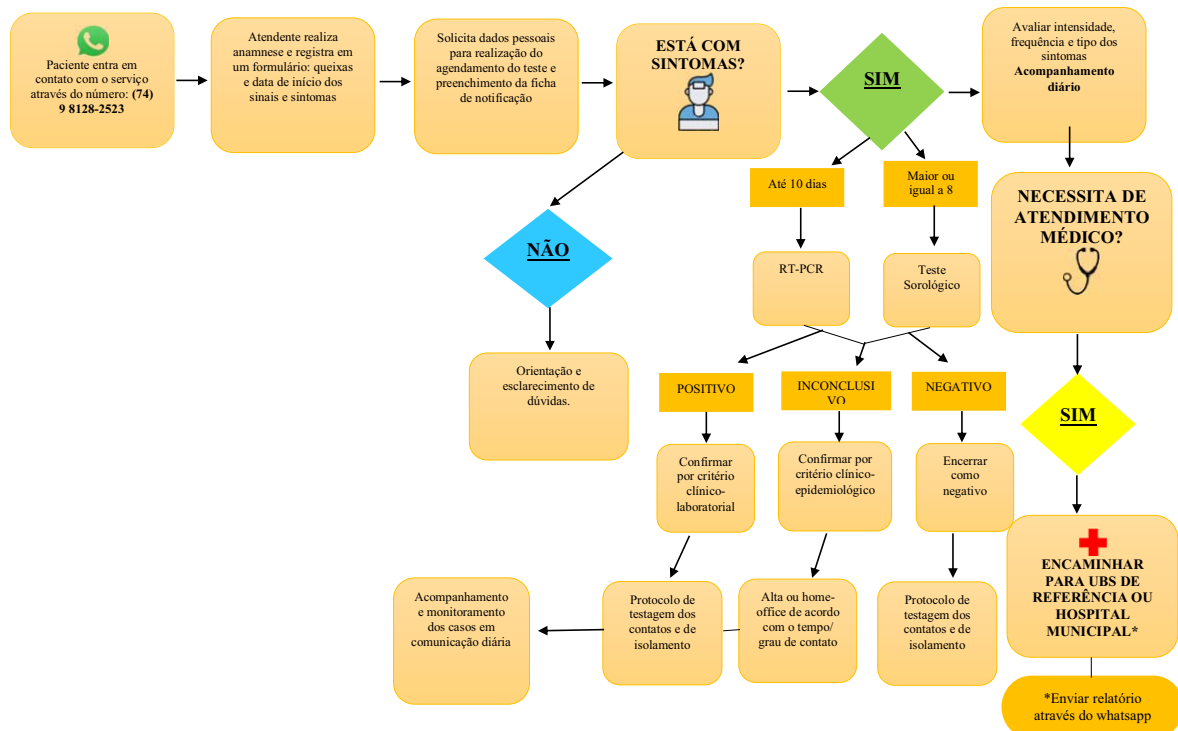 Paciente entra em
contato com o serviço
através do número: (74)
9 8128-2523
Atendente realiza
anamnese e registra em
um formulário: queixas
e data de início dos
sinais e sintomas
Solicita dados pessoais
para realização do
agendamento do teste e
preenchimento da ficha
de notificação
ESTÁ COM
SINTOMAS?
SIM
Avaliar intensidade,
frequência e tipo dos
sintomas
Acompanhamento
diário
Até 10 dias
Maior ou
igual a 8
NECESSITA DE
ATENDIMENTO
MÉDICO?
NÃO
RT-PCR
Teste
Sorológico
Orientação e
esclarecimento de
dúvidas.
POSITIVO
INCONCLUSI
VO
NEGATIVO
SIM
Confirmar
por critério
clínico-
laboratorial
Confirmar por
critério clínico-
epidemiológico
Encerrar
como
negativo
ENCAMINHAR
PARA UBS DE
REFERÊNCIA OU
HOSPITAL
MUNICIPAL*
Acompanhamento
e monitoramento
dos casos em
comunicação diária
Protocolo de
testagem dos
contatos e de
isolamento
Alta ou home-
office de acordo
com o tempo/
grau de contato
Protocolo de
testagem dos
contatos e de
isolamento
*Enviar relatório
através do whatsapp